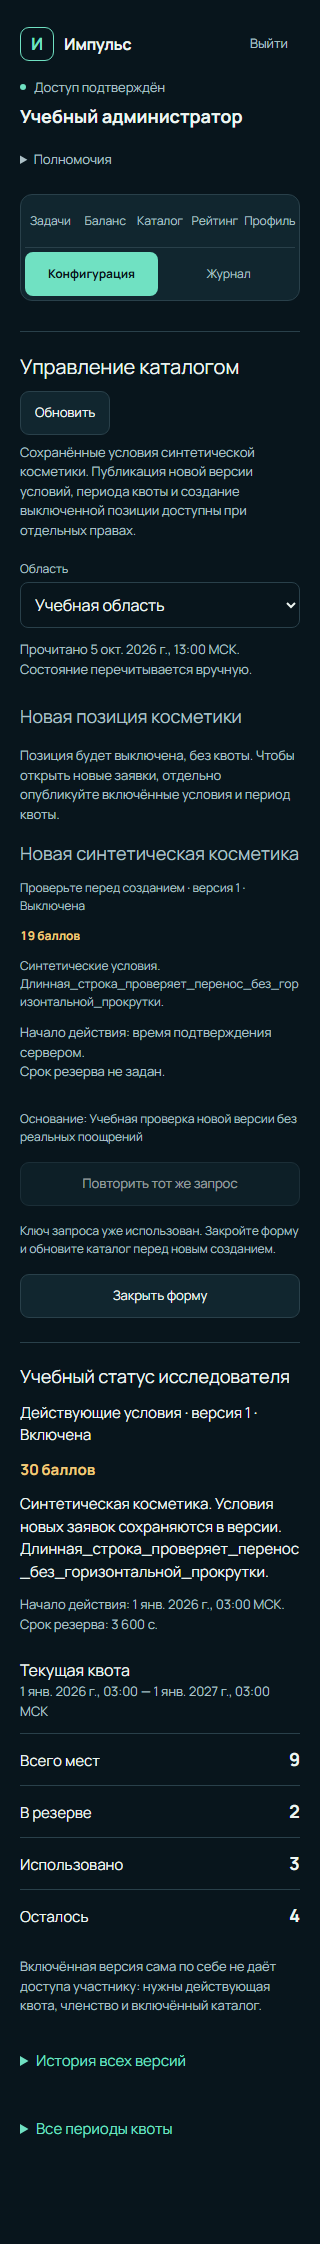 И Импульс Выйти
Доступ подтверждён
Учебный администратор
Полномочия
Задачи Баланс Каталог Рейтинг Профиль
Конфигурация Журнал
Управление каталогом
Обновить
Сохранённые условия синтетической
косметики. Публикация новой версии
условий, периода квоты и создание
выключенной позиции доступны при
отдельных правах.
Область
Учебная область
Прочитано 5 окт. 2026 г., 13:00 МСК.
Состояние перечитывается вручную.
Новая позиция косметики
Позиция будет выключена, без квоты. Чтобы
открыть новые заявки, отдельно
опубликуйте включённые условия и период
квоты.
Новая синтетическая косметика
Проверьте перед созданием · версия 1 ·
Выключена
19 баллов
Синтетические условия.
Длинная_строка_проверяет_перенос_без_гор
изонтальной_прокрутки.
Начало действия: время подтверждения
сервером.
Срок резерва не задан.
Основание: Учебная проверка новой версии без
реальных поощрений
Повторить тот же запрос
Ключ запроса уже использован. Закройте форму
и обновите каталог перед новым созданием.
Закрыть форму
Учебный статус исследователя
Действующие условия · версия 1 ·
Включена
30 баллов
Синтетическая косметика. Условия
новых заявок сохраняются в версии.
Длинная_строка_проверяет_перенос
_без_горизонтальной_прокрутки.
Начало действия: 1 янв. 2026 г., 03:00 МСК.
Срок резерва: 3 600 с.
Текущая квота
1 янв. 2026 г., 03:00 — 1 янв. 2027 г., 03:00
МСК
Всего мест 9
В резерве 2
Использовано 3
Осталось 4
Включённая версия сама по себе не даёт
доступа участнику: нужны действующая
квота, членство и включённый каталог.
История всех версий
Все периоды квоты